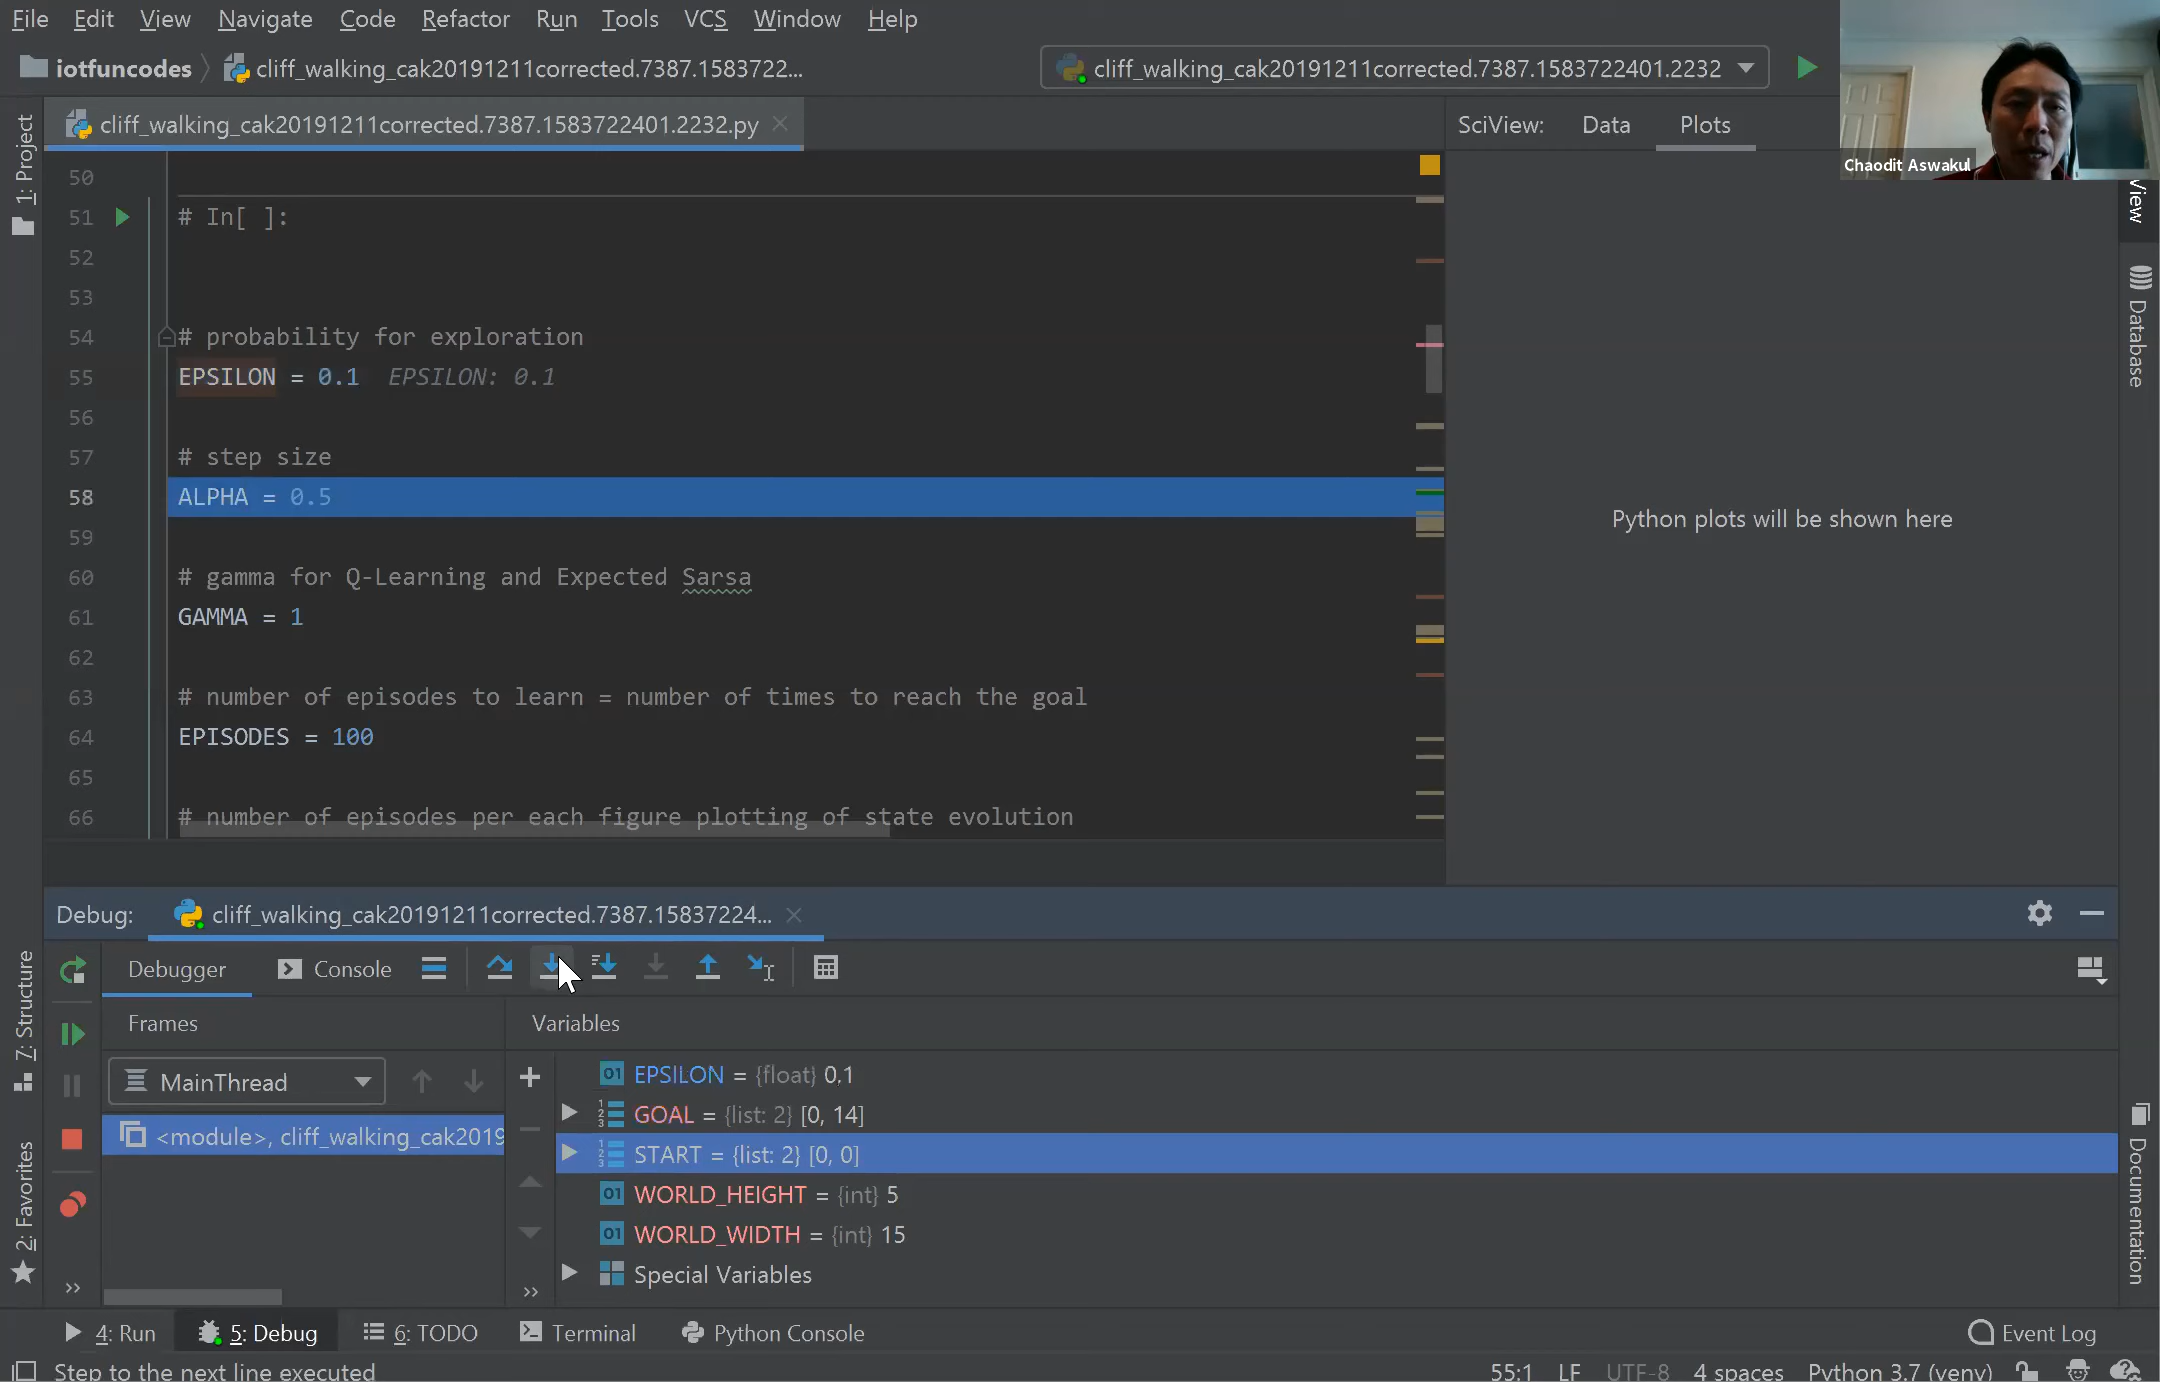 File Edit View Navigate Code Refactor Run Tools VCS Window Help
iotfuncodes cliff_walking_cak20191211corrected.7387.1583722... cliff_walking_cak20191211corrected.7387.1583722401.2232
Chaodit Aswakul
cliff_walking_cak20191211corrected.7387.1583722401.2232.py
SciView: Data Plots
1: Project
View
Database
50
51 # In[ ]:
52
53
54 # probability for exploration
55 EPSILON = 0.1 EPSILON: 0.1
56
57 # step size
58 ALPHA = 0.5
59
60 # gamma for Q-Learning and Expected Sarsa
61 GAMMA = 1
62
63 # number of episodes to learn = number of times to reach the goal
64 EPISODES = 100
65
66 # number of episodes per each figure plotting of state evolution
Python plots will be shown here
Debug: cliff_walking_cak20191211corrected.7387.15837224...
Debugger Console
7: Structure
2: Favorites
Frames
Variables
MainThread
<module>, cliff_walking_cak2019
EPSILON = {float} 0.1
GOAL = {list: 2} [0, 14]
START = {list: 2} [0, 0]
WORLD_HEIGHT = {int} 5
WORLD_WIDTH = {int} 15
Special Variables
Documentation
4: Run 5: Debug 6: TODO Terminal Python Console Event Log
Step to the next line executed 55:1 LF UTF-8 4 spaces Python 3.7 (venv)